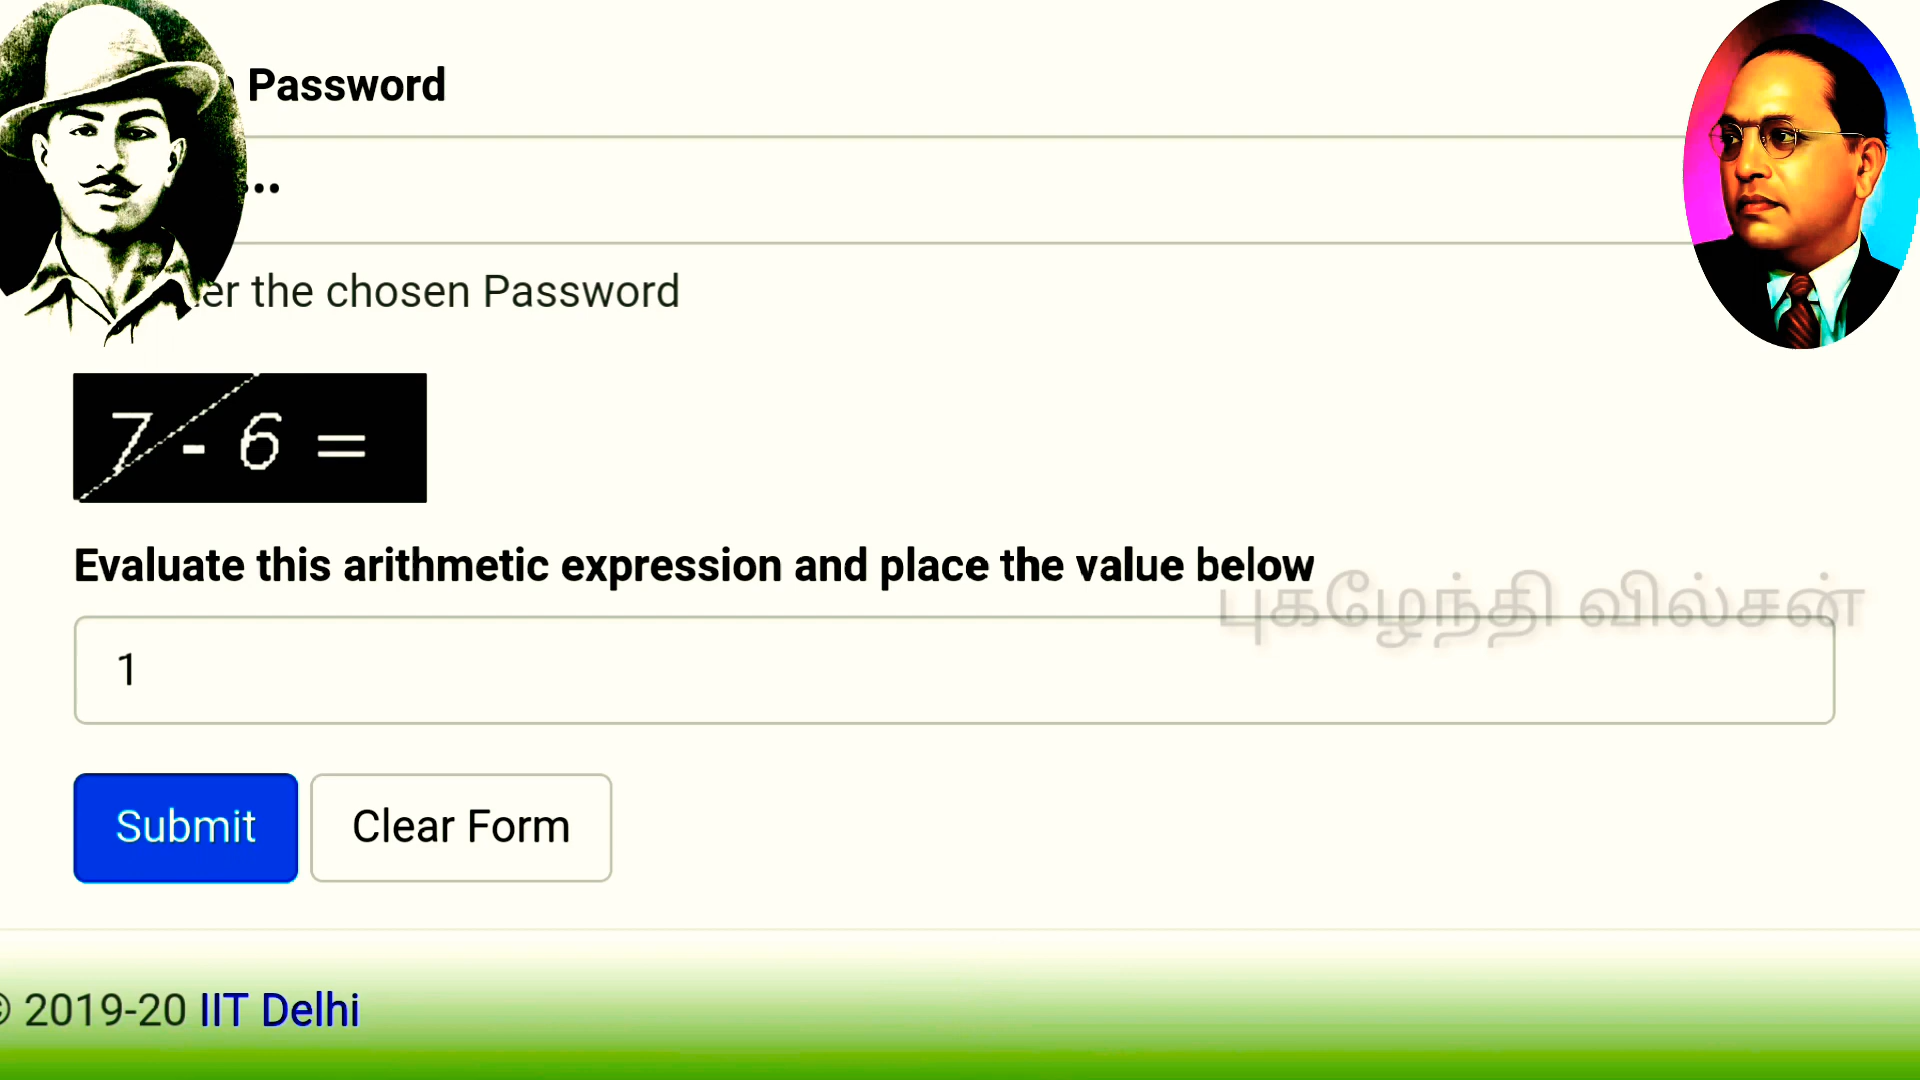 Password
er the chosen Password
7 - 6 =
Evaluate this arithmetic expression and place the value below
புகழேந்தி வில்சன்
1
Submit Clear Form
© 2019-20 IIT Delhi